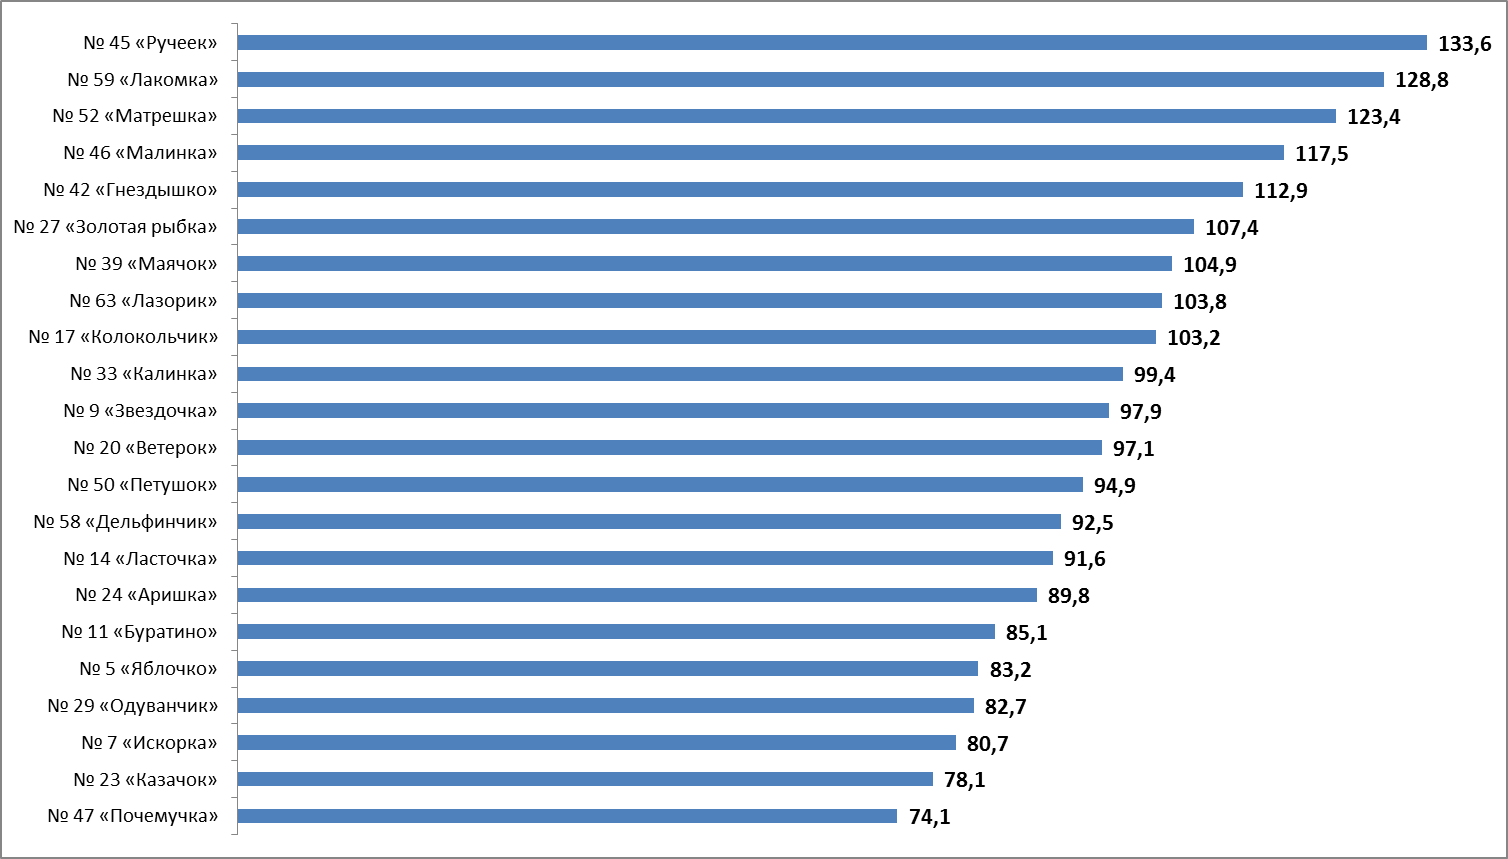 № 45 «Ручеек» 133,6
№ 59 «Лакомка» 128,8
№ 52 «Матрешка» 123,4
№ 46 «Малинка» 117,5
№ 42 «Гнездышко» 112,9
№ 27 «Золотая рыбка» 107,4
№ 39 «Маячок» 104,9
№ 63 «Лазорик» 103,8
№ 17 «Колокольчик» 103,2
№ 33 «Калинка» 99,4
№ 9 «Звездочка» 97,9
№ 20 «Ветерок» 97,1
№ 50 «Петушок» 94,9
№ 58 «Дельфинчик» 92,5
№ 14 «Ласточка» 91,6
№ 24 «Аришка» 89,8
№ 11 «Буратино» 85,1
№ 5 «Яблочко» 83,2
№ 29 «Одуванчик» 82,7
№ 7 «Искорка» 80,7
№ 23 «Казачок» 78,1
№ 47 «Почемучка» 74,1